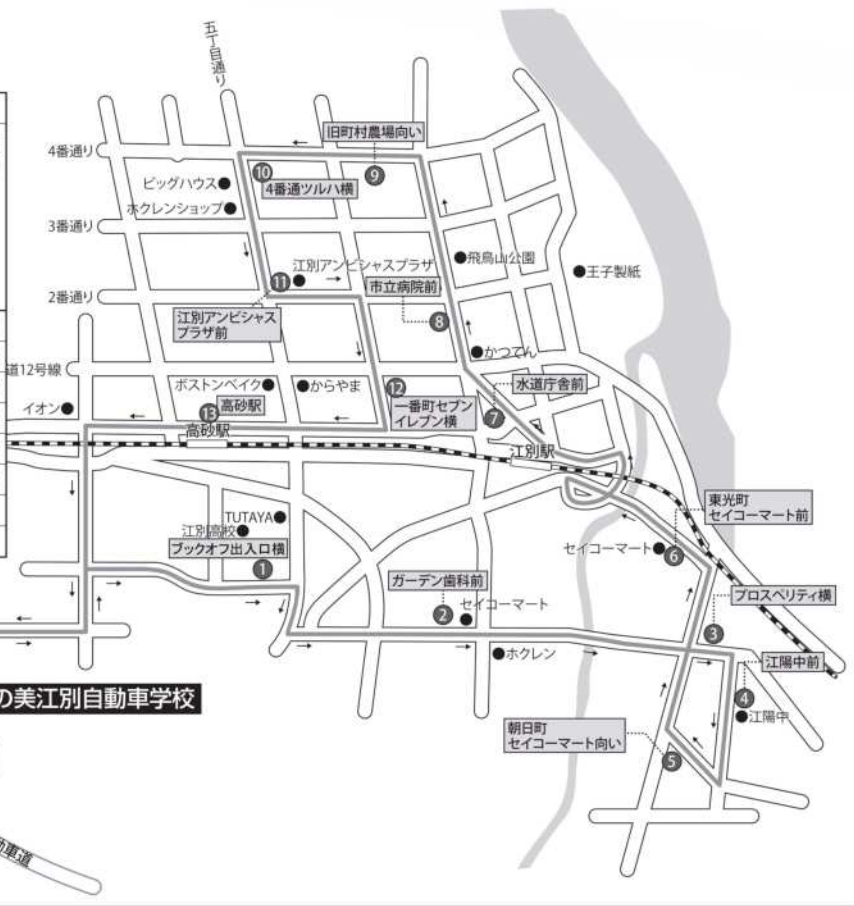 五丁目通り
旧町村農場向い
4番通り
⑩
4番通ツルハ横
⑨
ビッグハウス
ホクレンショップ
3番通り
飛鳥山公園
王子製紙
江別アンビシャスプラザ
⑪
市立病院前
2番通り
江別アンビシャス
プラザ前
⑧
かつてん
道12号線
ボストンベイク
からやま
⑫
水道庁舎前
イオン
高砂駅
⑬
一番町セブン
イレブン横
⑦
高砂駅
江別駅
東光町
セイコーマート前
TUTAYA
江別高校
ブックオフ出入口横
①
セイコーマート
⑥
ガーデン歯科前
②
セイコーマート
プロスペリティ横
③
ホクレン
江陽中前
④
江陽中
の美江別自動車学校
朝日町
セイコーマート向い
⑤
動車道